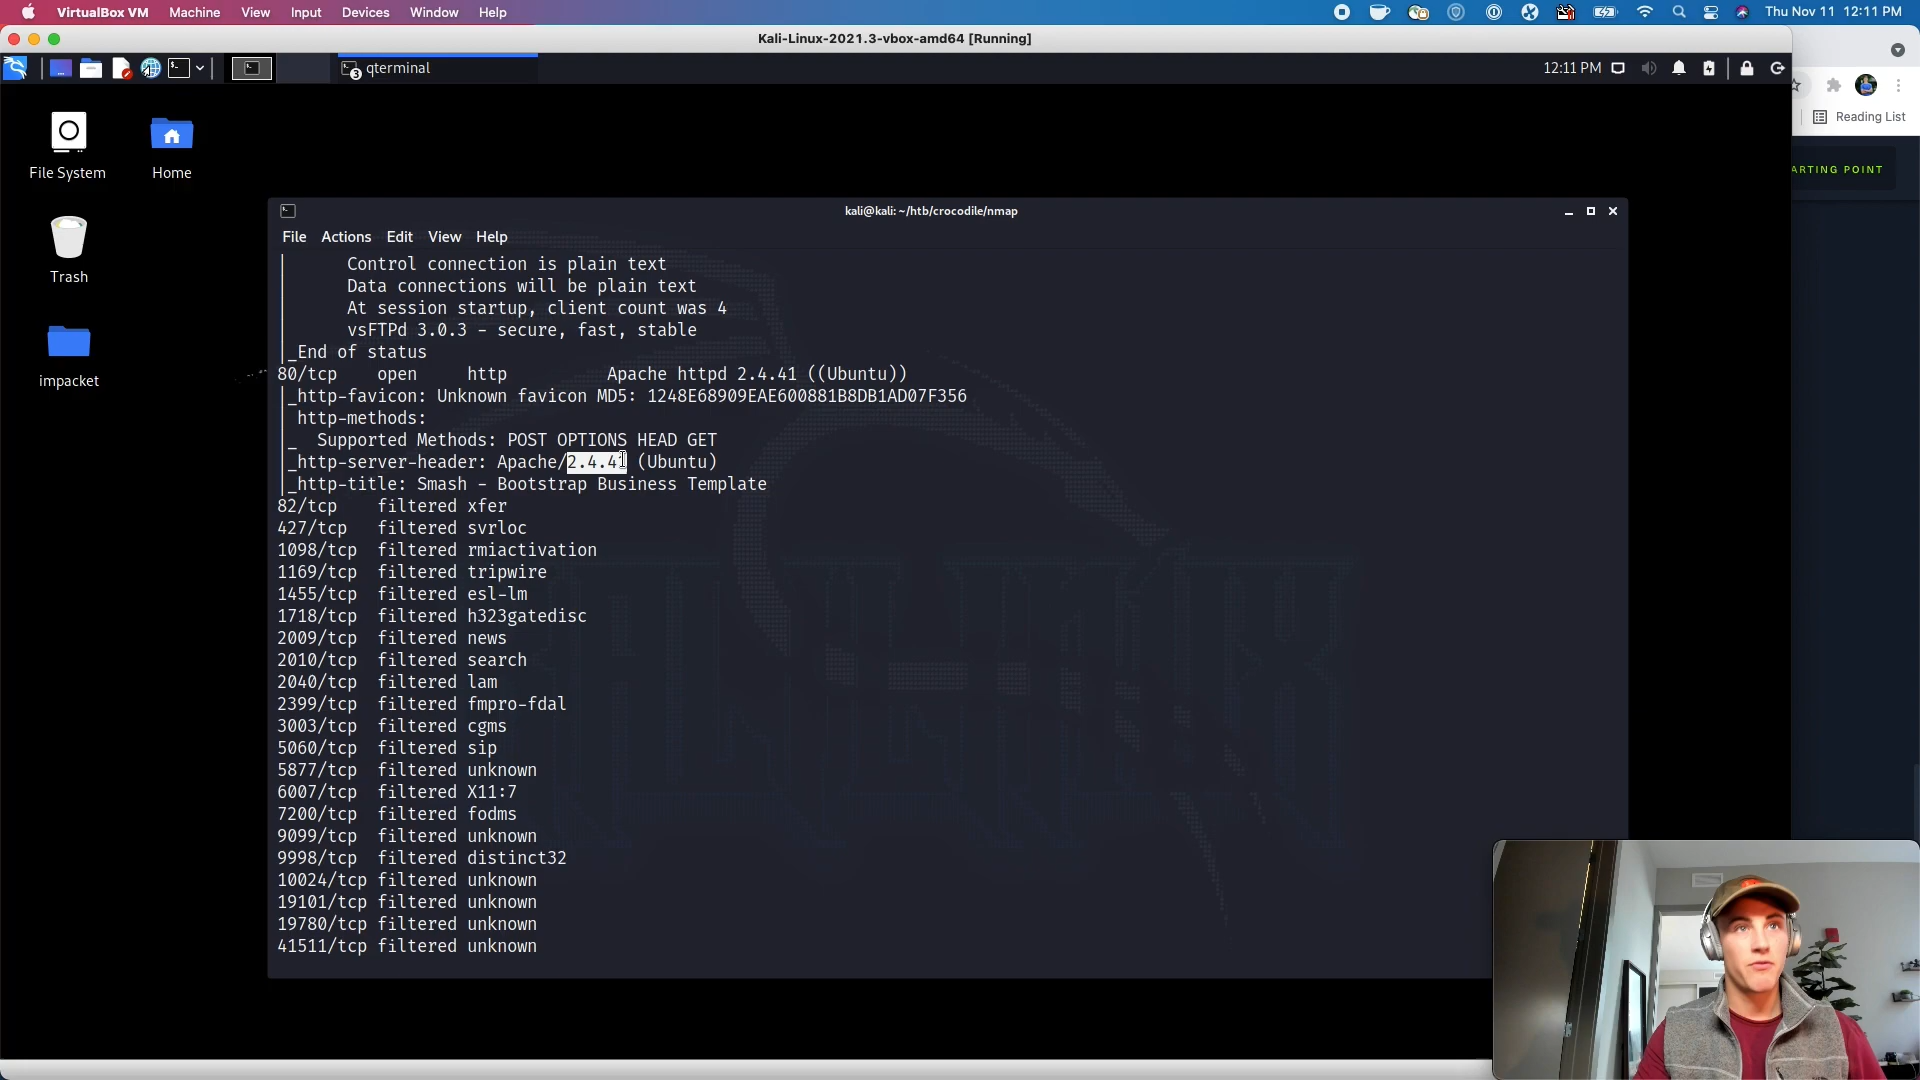 VirtualBox VM Machine View Input Devices Window Help Thu Nov 11 12:11 PM
Kali-Linux-2021.3-vbox-amd64 [Running]
3 qterminal 12:11 PM
Reading List
ARTING POINT
File System Home
Trash
impacket
kali@kali: ~/htb/crocodile/nmap
File Actions Edit View Help
| Control connection is plain text
| Data connections will be plain text
| At session startup, client count was 4
| vsFTPd 3.0.3 - secure, fast, stable
|_End of status
80/tcp open http Apache httpd 2.4.41 ((Ubuntu))
|_http-favicon: Unknown favicon MD5: 1248E68909EAE600881B8DB1AD07F356
| http-methods:
|_ Supported Methods: POST OPTIONS HEAD GET
|_http-server-header: Apache/2.4.41 (Ubuntu)
|_http-title: Smash - Bootstrap Business Template
82/tcp filtered xfer
427/tcp filtered svrloc
1098/tcp filtered rmiactivation
1169/tcp filtered tripwire
1455/tcp filtered esl-lm
1718/tcp filtered h323gatedisc
2009/tcp filtered news
2010/tcp filtered search
2040/tcp filtered lam
2399/tcp filtered fmpro-fdal
3003/tcp filtered cgms
5060/tcp filtered sip
5877/tcp filtered unknown
6007/tcp filtered X11:7
7200/tcp filtered fodms
9099/tcp filtered unknown
9998/tcp filtered distinct32
10024/tcp filtered unknown
19101/tcp filtered unknown
19780/tcp filtered unknown
41511/tcp filtered unknown